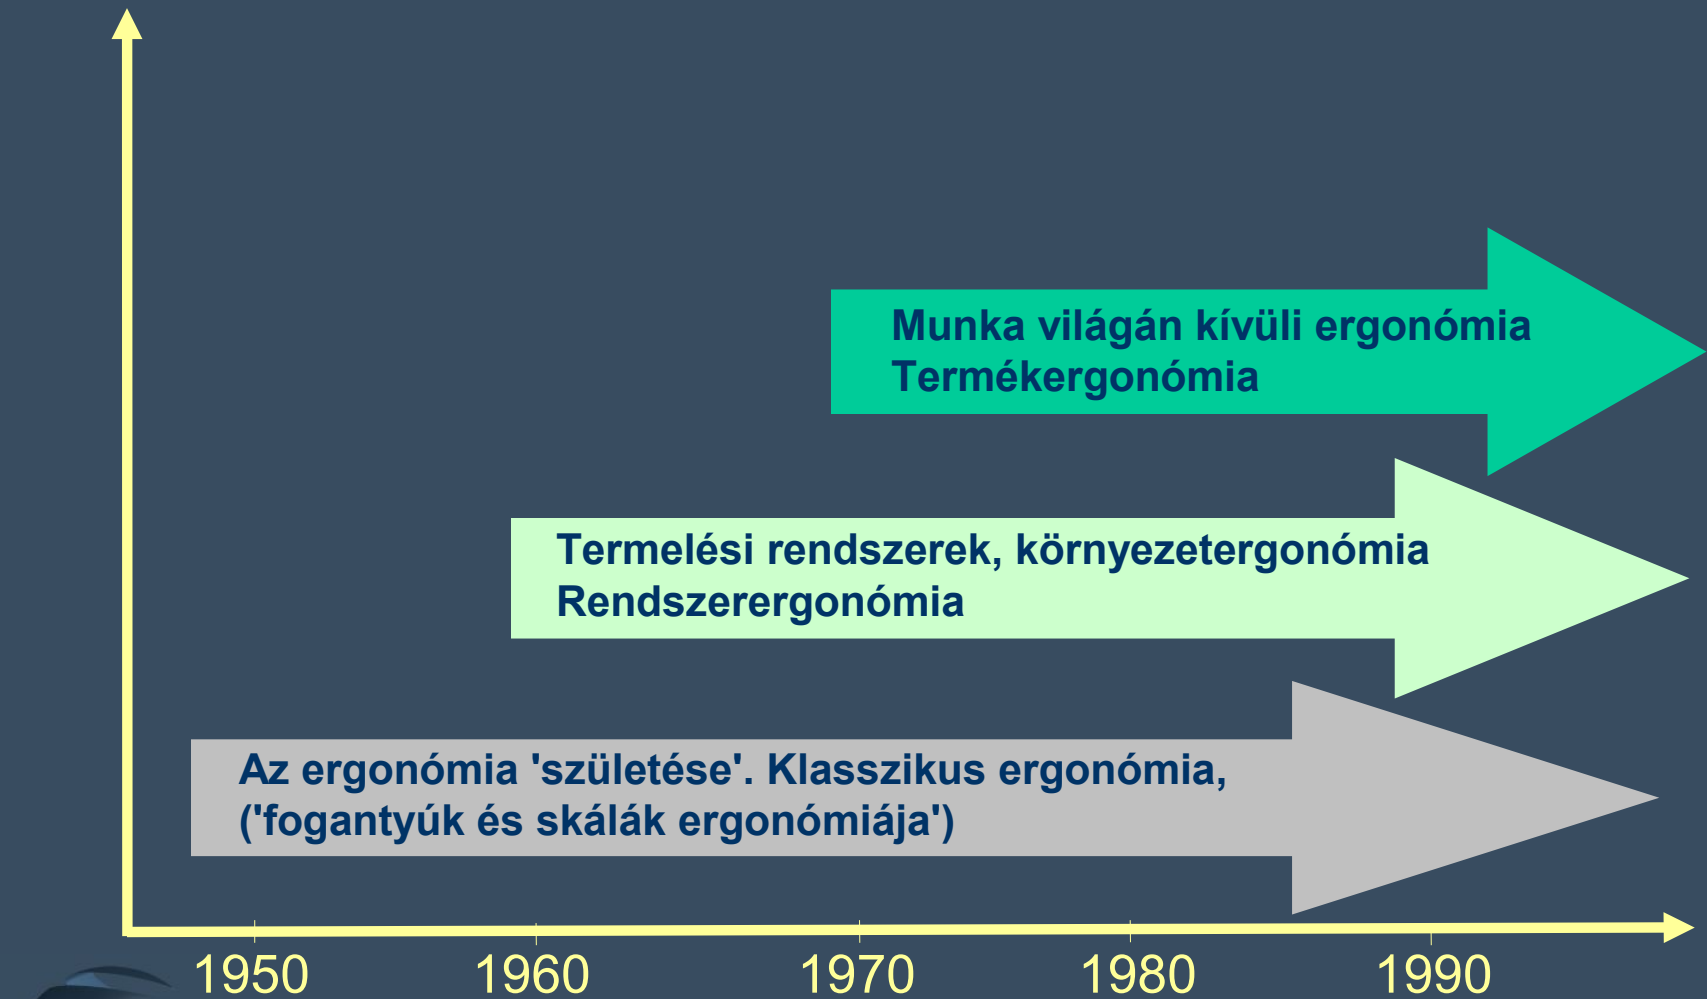 Munka világán kívüli ergonómia
Termékergonómia
Termelési rendszerek, környezetergonómia
Rendszerergonómia
Az ergonómia 'születése'. Klasszikus ergonómia,
('fogantyúk és skálák ergonómiája')
1950 1960 1970 1980 1990